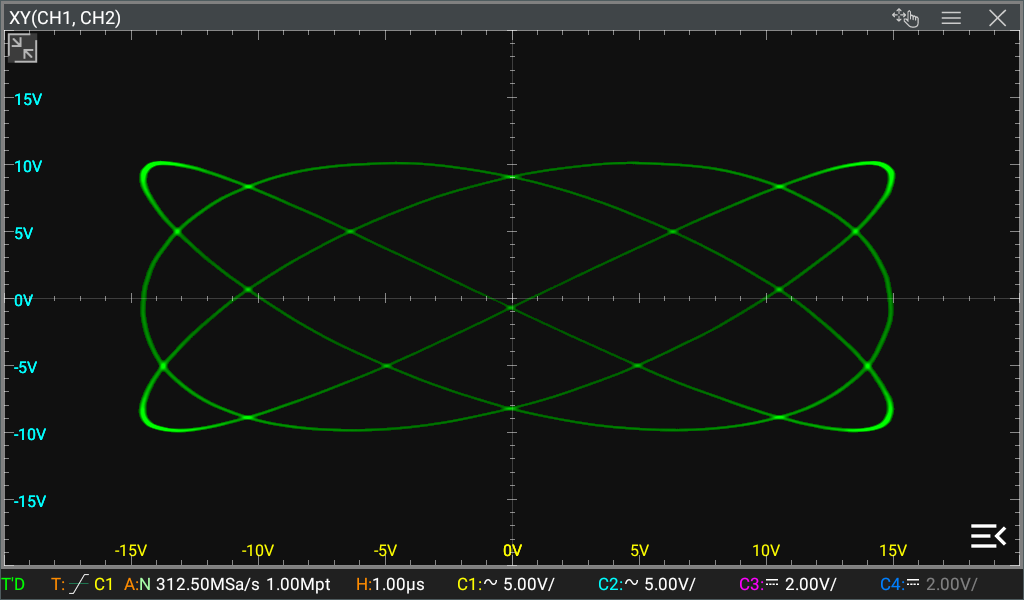 XY(CH1, CH2)
15V
10V
5V
0V
-5V
-10V
-15V
-15V -10V -5V 0V 5V 10V 15V
T'D T: C1 A:N 312.50MSa/s 1.00Mpt H:1.00µs C1:~ 5.00V/ C2:~ 5.00V/ C3: 2.00V/ C4: 2.00V/